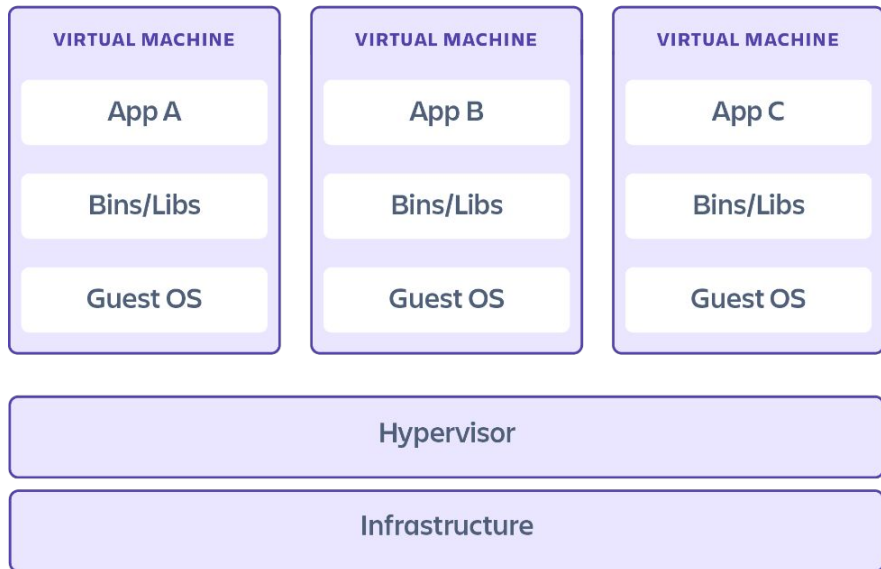 VIRTUAL MACHINE
App A
Bins/Libs
Guest OS
VIRTUAL MACHINE
App B
Bins/Libs
Guest OS
VIRTUAL MACHINE
App C
Bins/Libs
Guest OS
Hypervisor
Infrastructure